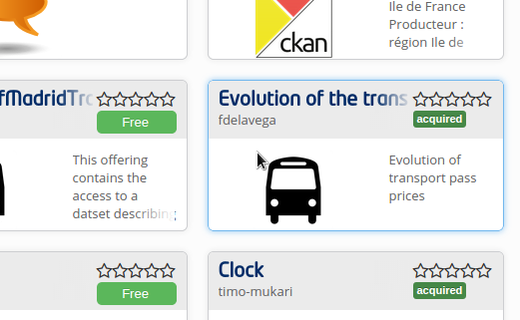 Ile de France
Producteur :
région Ile de
ckan
fMadridTr
Free
This offering
contains the
access to a
datset describing
Evolution of the trans
fdelavega
acquired
Evolution of
transport pass
prices
Free
Clock
timo-mukari
acquired